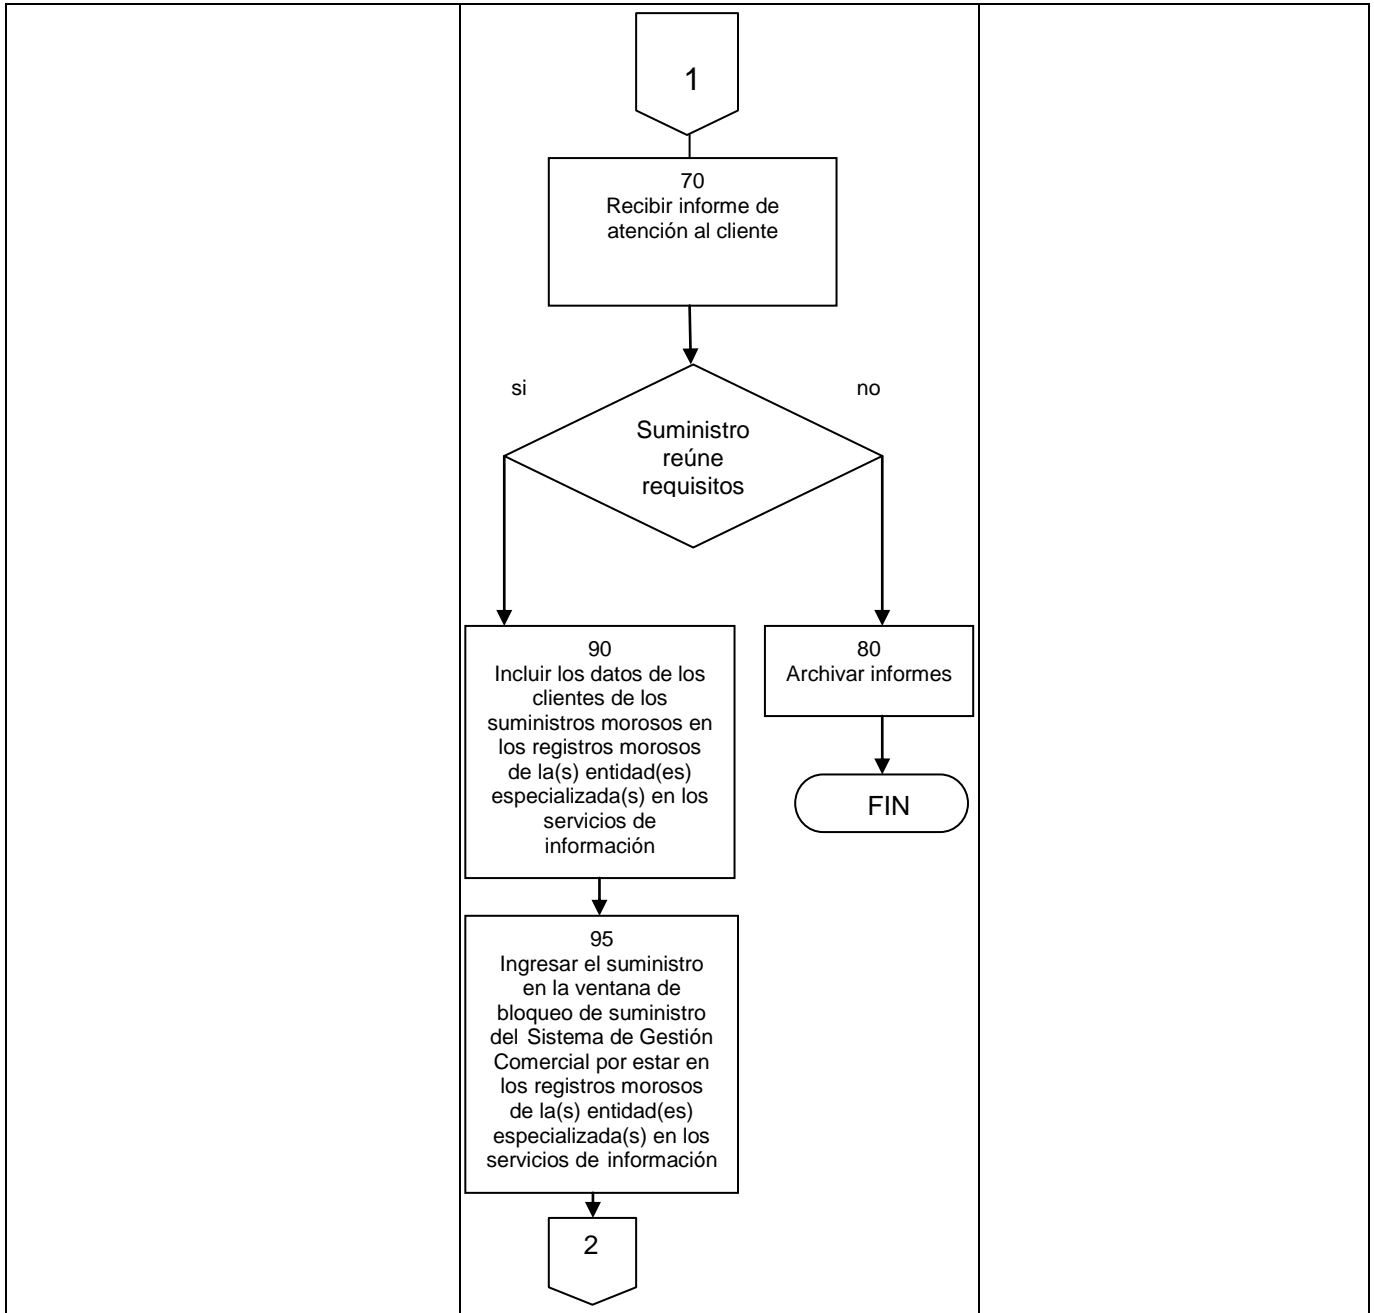 1
70
Recibir informe de
atención al cliente
si
no
Suministro
reúne
requisitos
90
Incluir los datos de los
clientes de los
suministros morosos en
los registros morosos
de la(s) entidad(es)
especializada(s) en los
servicios de
información
80
Archivar informes
FIN
95
Ingresar el suministro
en la ventana de
bloqueo de suministro
del Sistema de Gestión
Comercial por estar en
los registros morosos
de la(s) entidad(es)
especializada(s) en los
servicios de información
2